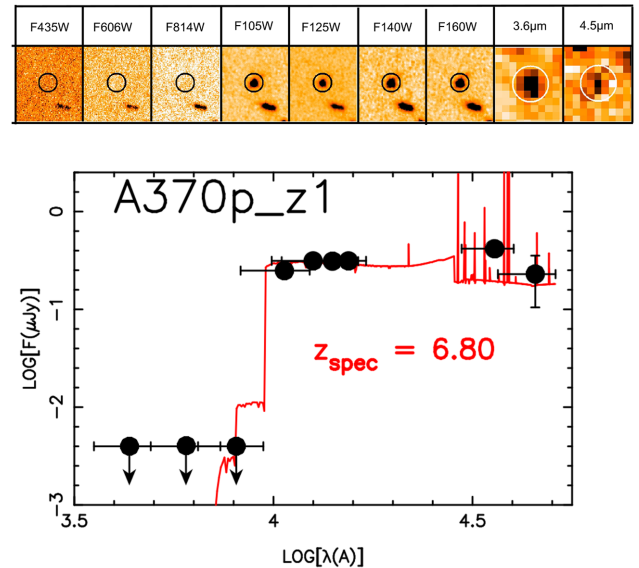 F435W F606W F814W F105W F125W F140W F160W 3.6μm 4.5μm
A370p_z1
0
-1
-2
-3
LOG[F(μJy)]
z_spec = 6.80
3.5 4 4.5
LOG[λ(A)]